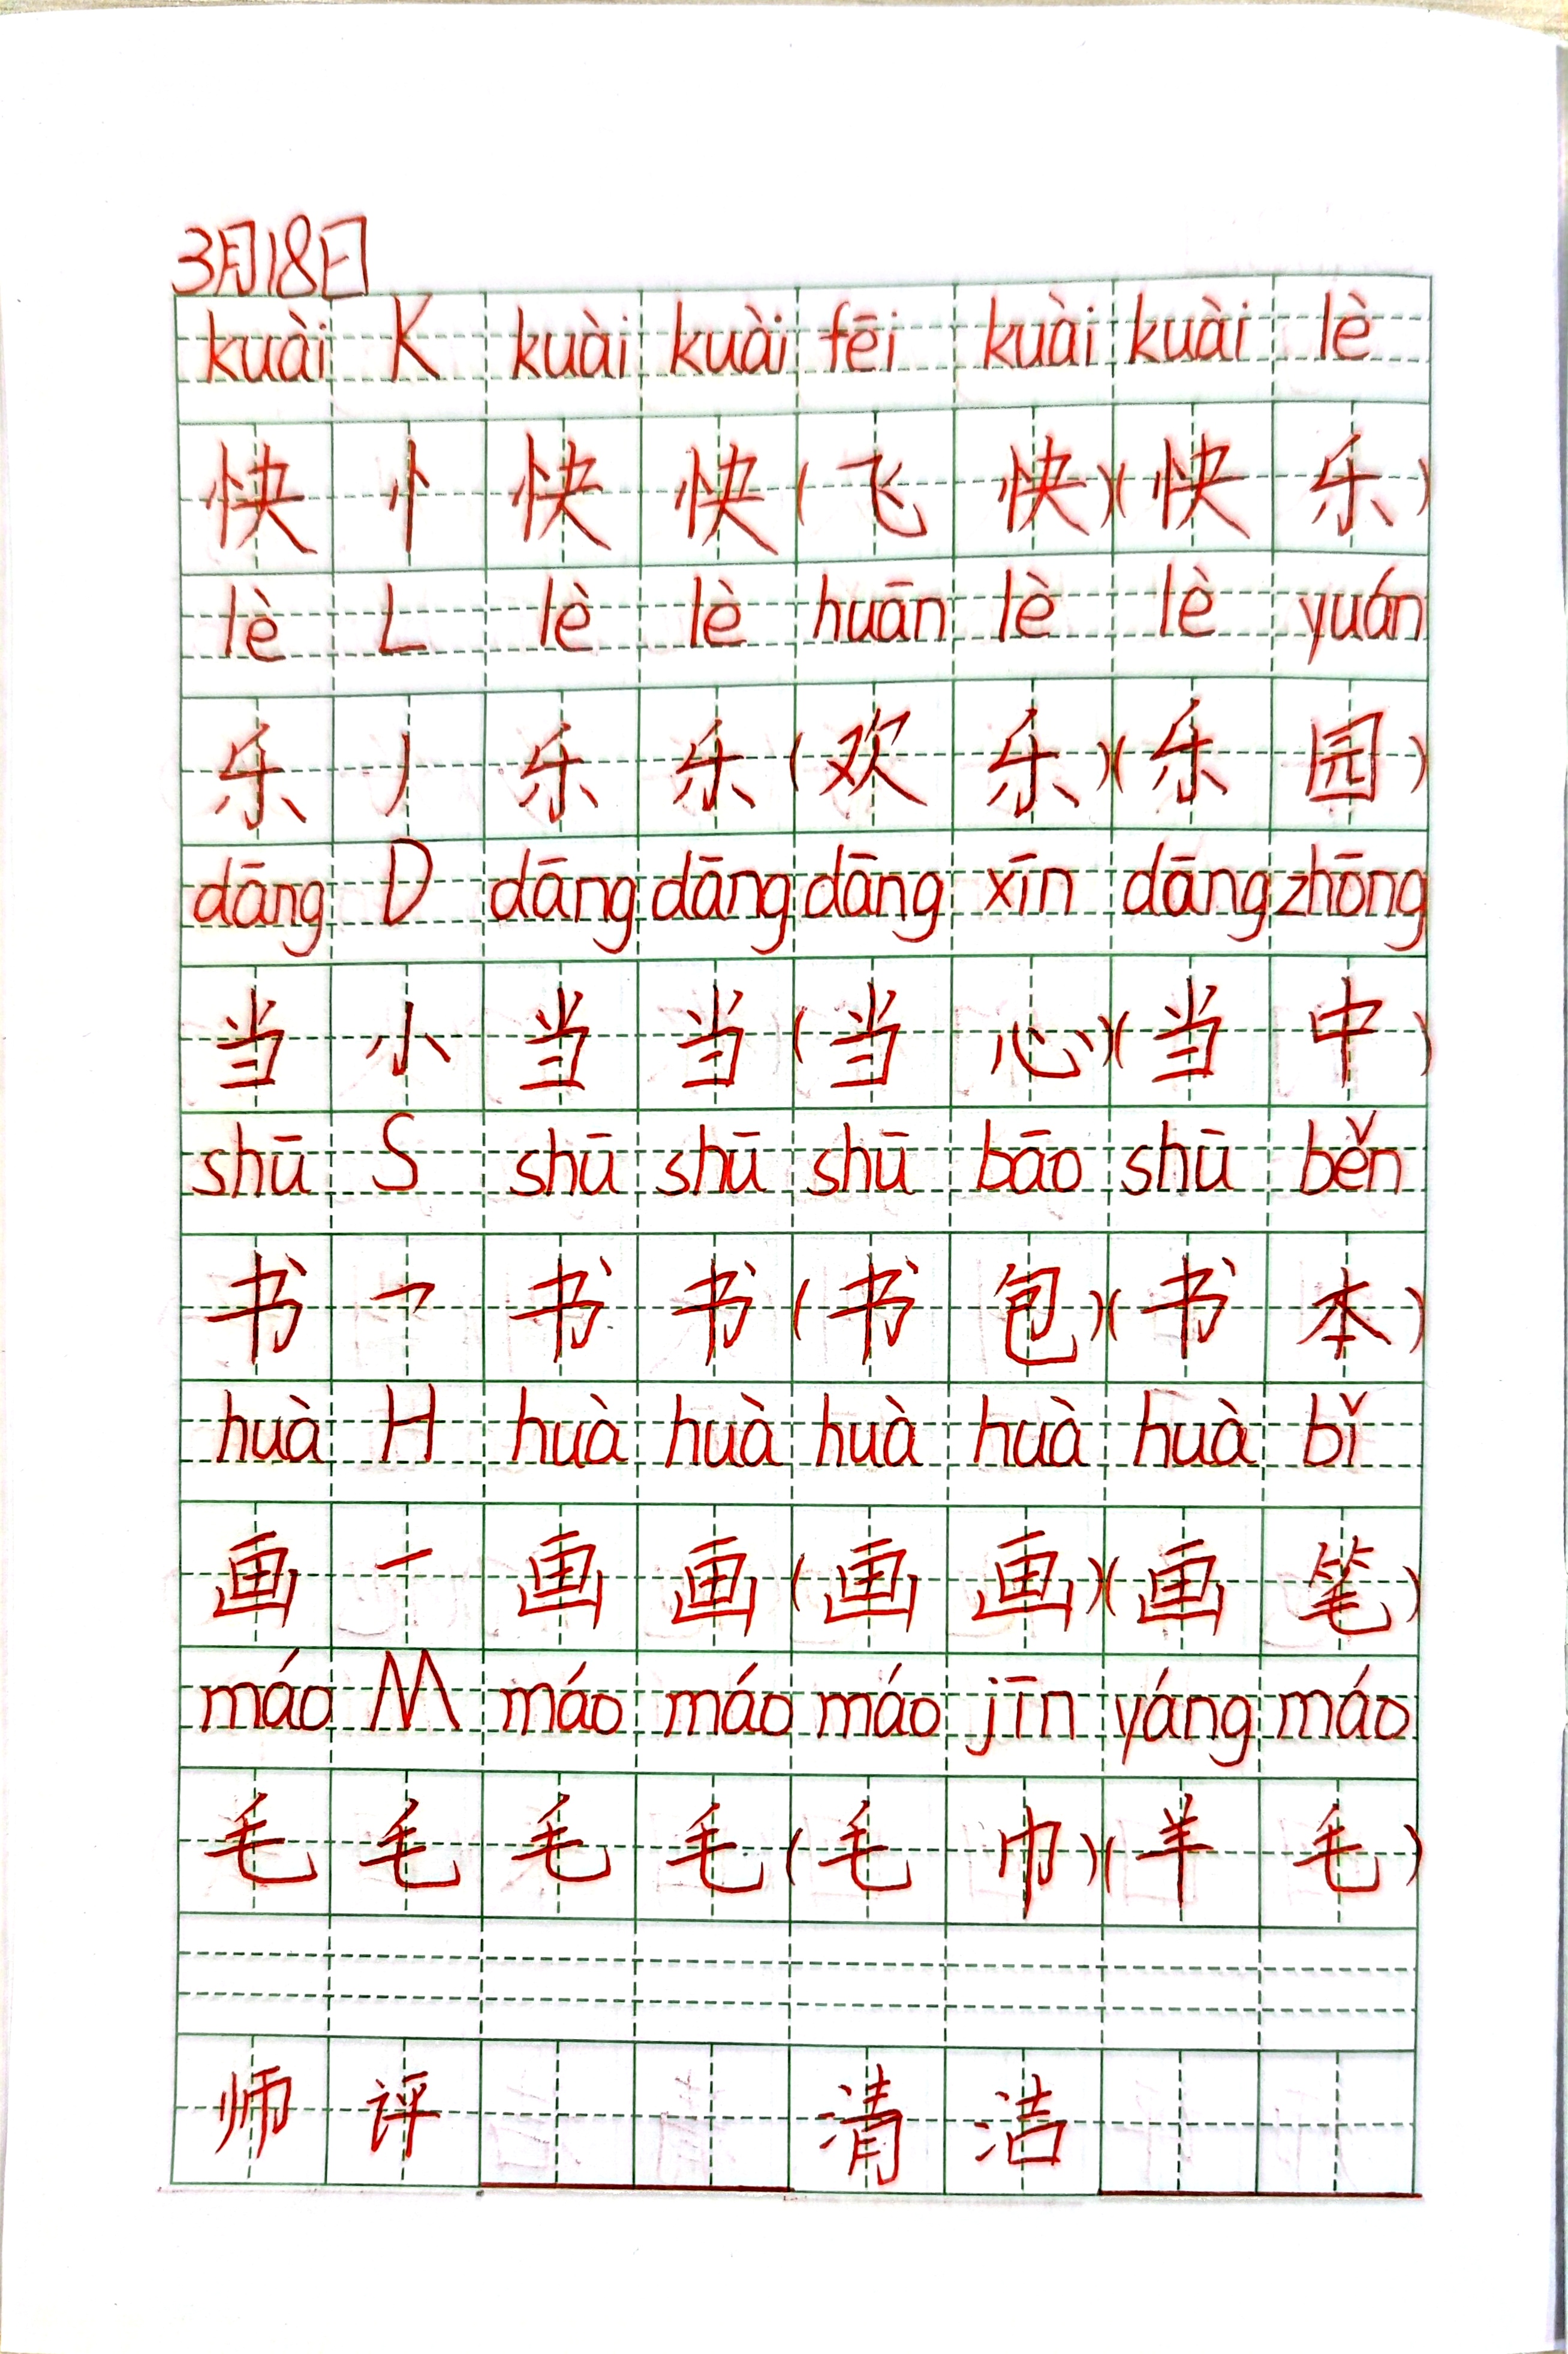 3月18日
kuài K kuài kuài fēi kuài kuài lè
快 忄 快 快 (飞 快)(快 乐)
lè L lè lè huān lè lè yuán
乐 丿 乐 乐 (欢 乐)(乐 园)
dāng D dāng dāng dāng xīn dāng zhōng
当 小 当 当 (当 心)(当 中)
shū S shū shū shū bāo shū běn
书 乛 书 书 (书 包)(书 本)
huà H huà huà huà huà huà bǐ
画 一 画 画 (画 画)(画 笔)
máo M máo máo máo jīn yáng máo
毛 毛 毛 毛 (毛 巾)(羊 毛)
师 评 清 洁